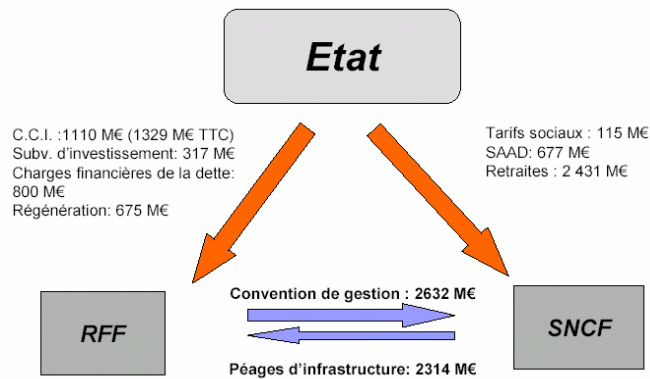 Etat
C.C.I. :1110 M€ (1329 M€ TTC)
Subv. d'investissement: 317 M€
Charges financières de la dette:
800 M€
Régénération: 675 M€
Tarifs sociaux : 115 M€
SAAD: 677 M€
Retraites : 2 431 M€
Convention de gestion : 2632 M€
RFF
SNCF
Péages d'infrastructure: 2314 M€